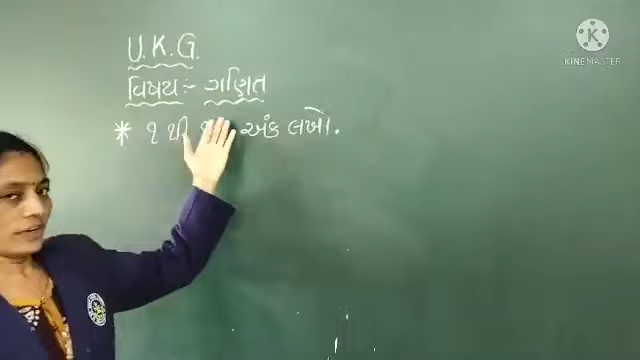 U.K.G.
વિષય:- ગણિત
* ૧ થી અંક લખો.
KINEMASTER